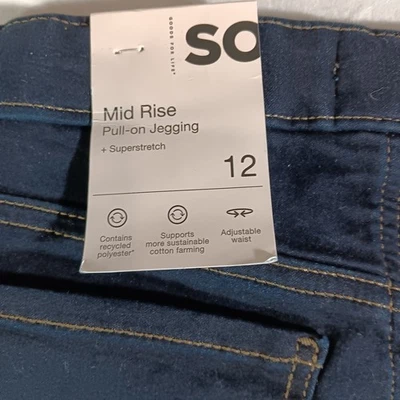 SO
GOODS FOR LIFE*
Mid Rise
Pull-on Jegging
+ Superstretch
12
Contains
recycled
polyester*
Supports
more sustainable
cotton farming
Adjustable
waist